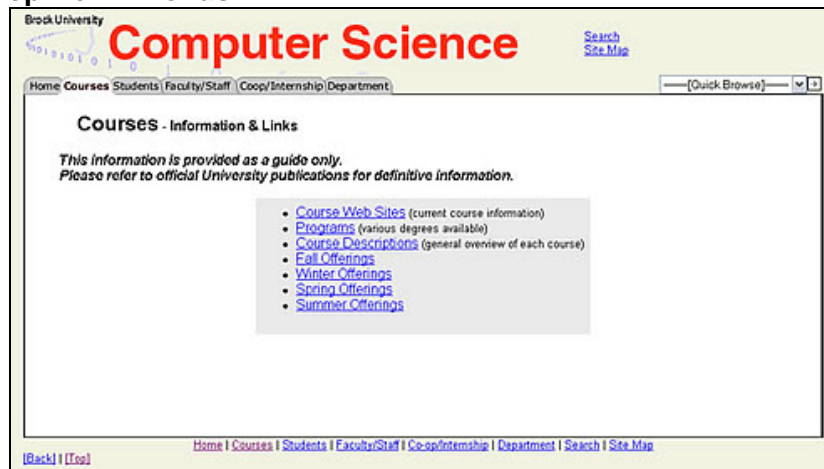 Brock University
Computer Science
Search
Site Map
Home Courses Students Faculty/Staff Coop/Internship Department
-----[Quick Browse]-----
Courses - Information & Links
This information is provided as a guide only.
Please refer to official University publications for definitive information.
• Course Web Sites (current course information)
• Programs (various degrees available)
• Course Descriptions (general overview of each course)
• Fall Offerings
• Winter Offerings
• Spring Offerings
• Summer Offerings
Home | Courses | Students | Faculty/Staff | Co-op/Internship | Department | Search | Site Map
[Back] | [Top]